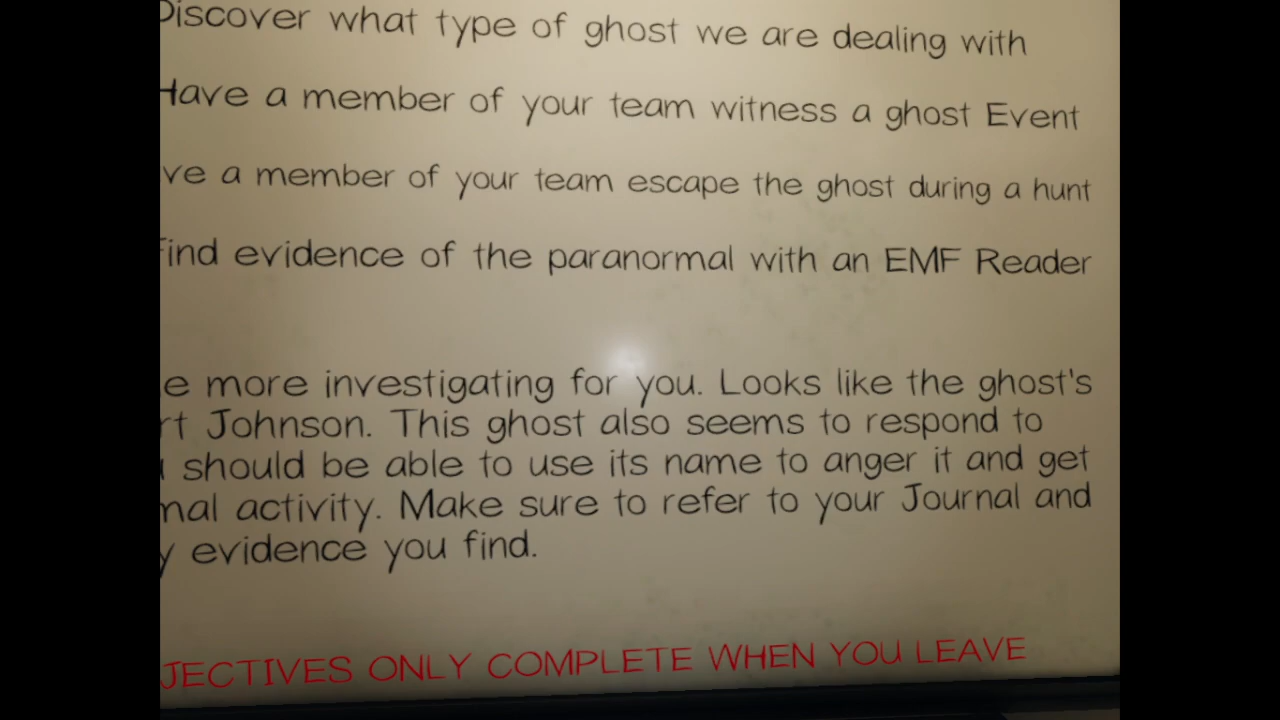 Discover what type of ghost we are dealing with
Have a member of your team witness a ghost Event
ve a member of your team escape the ghost during a hunt
Find evidence of the paranormal with an EMF Reader
e more investigating for you. Looks like the ghost's
rt Johnson. This ghost also seems to respond to
should be able to use its name to anger it and get
mal activity. Make sure to refer to your Journal and
y evidence you find.
JECTIVES ONLY COMPLETE WHEN YOU LEAVE